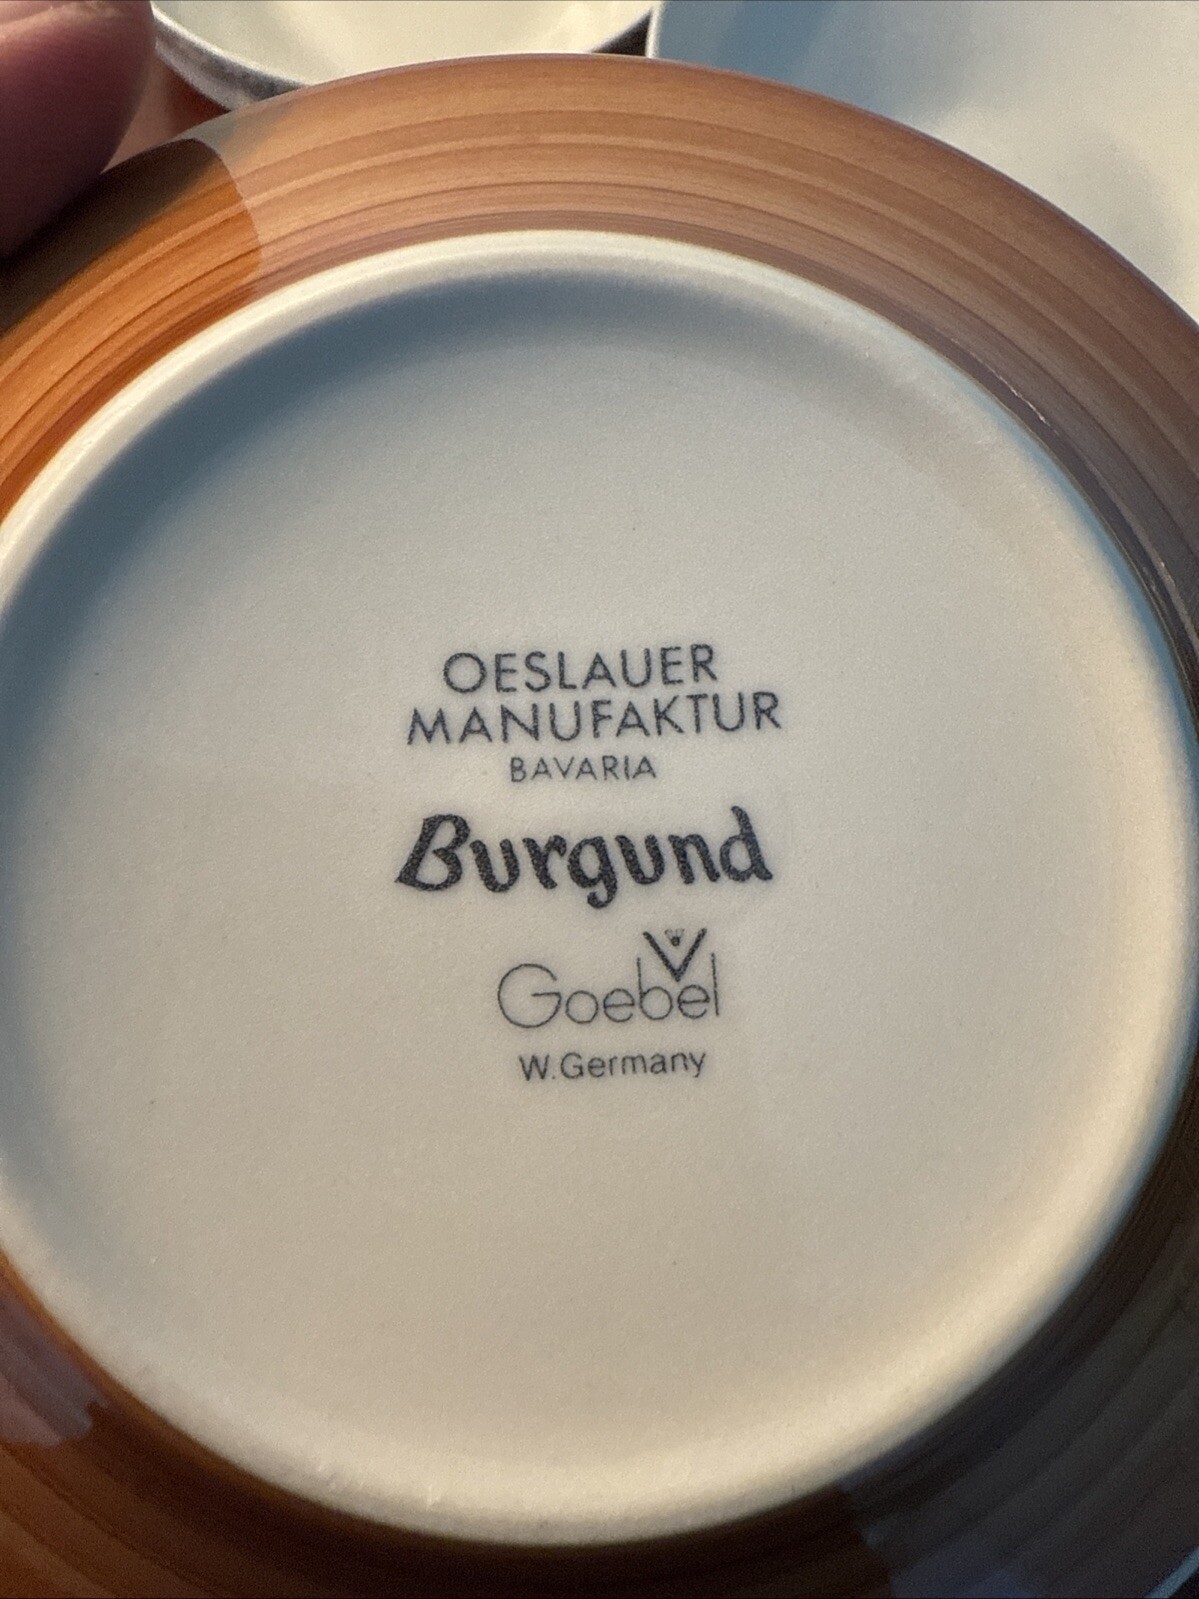 OESLAUER
MANUFAKTUR
BAVARIA
Burgund
Goebel
W.Germany